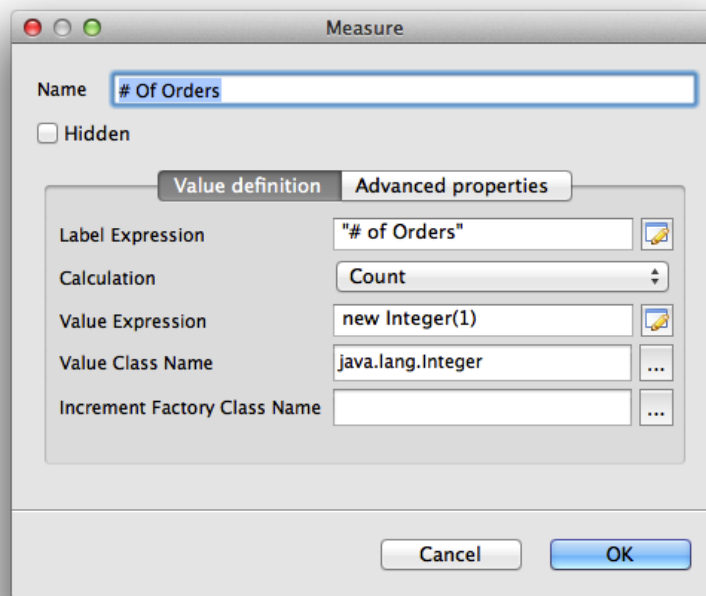 Measure
Name # Of Orders
Hidden
Value definition Advanced properties
Label Expression "# of Orders"
Calculation Count
Value Expression new Integer(1)
Value Class Name java.lang.Integer ...
Increment Factory Class Name ...
Cancel OK